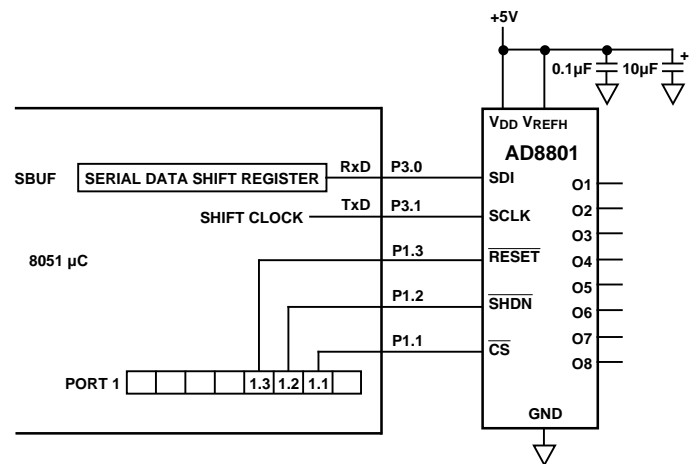 +5V
0.1µF 10µF +
VDD VREFH
AD8801
RxD P3.0
SBUF SERIAL DATA SHIFT REGISTER SDI
O1
TxD P3.1
SHIFT CLOCK SCLK
O2
O3
P1.3
8051 µC RESET O4
O5
P1.2
SHDN O6
O7
P1.1
CS O8
PORT 1 1.3 1.2 1.1
GND